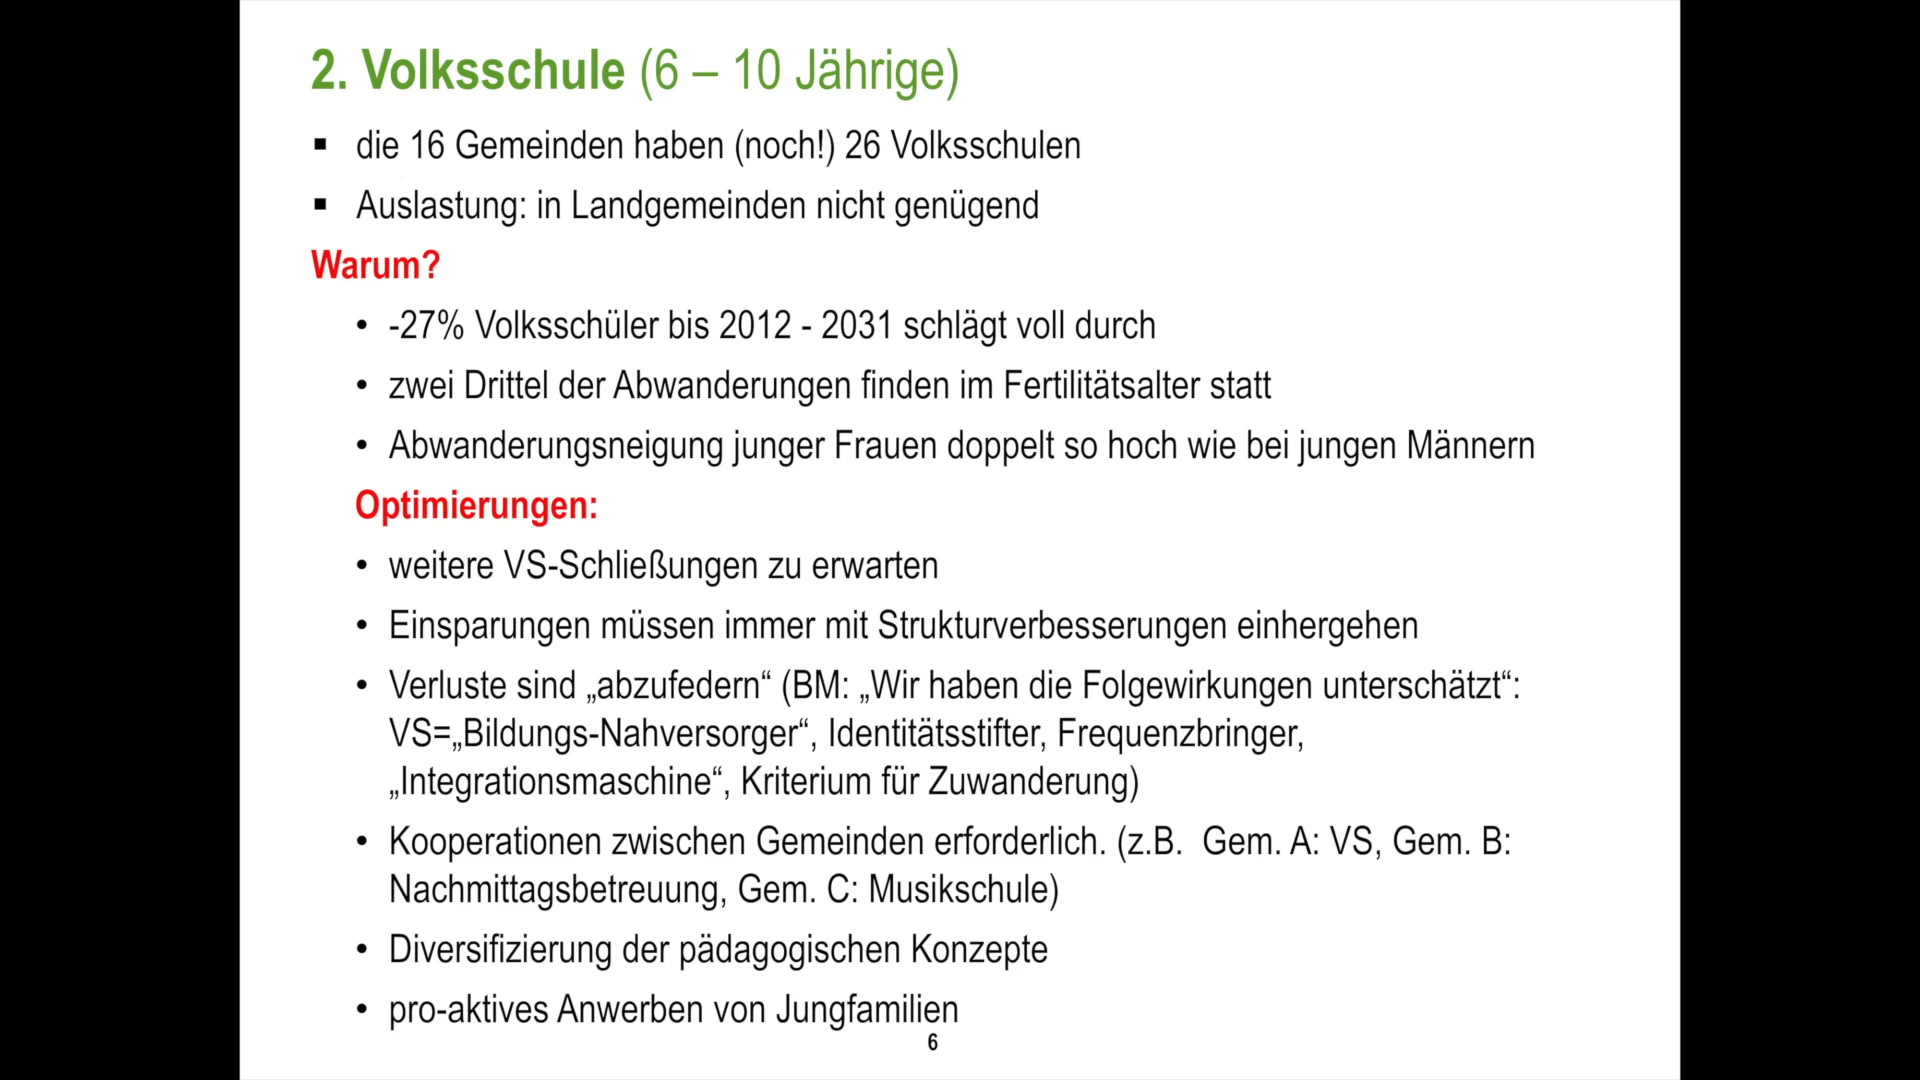 2. Volksschule (6 – 10 Jährige)
▪ die 16 Gemeinden haben (noch!) 26 Volksschulen
▪ Auslastung: in Landgemeinden nicht genügend
Warum?
• -27% Volksschüler bis 2012 - 2031 schlägt voll durch
• zwei Drittel der Abwanderungen finden im Fertilitätsalter statt
• Abwanderungsneigung junger Frauen doppelt so hoch wie bei jungen Männern
Optimierungen:
• weitere VS-Schließungen zu erwarten
• Einsparungen müssen immer mit Strukturverbesserungen einhergehen
• Verluste sind „abzufedern“ (BM: „Wir haben die Folgewirkungen unterschätzt“:
VS=„Bildungs-Nahversorger“, Identitätsstifter, Frequenzbringer,
„Integrationsmaschine“, Kriterium für Zuwanderung)
• Kooperationen zwischen Gemeinden erforderlich. (z.B.  Gem. A: VS, Gem. B:
Nachmittagsbetreuung, Gem. C: Musikschule)
• Diversifizierung der pädagogischen Konzepte
• pro-aktives Anwerben von Jungfamilien
6